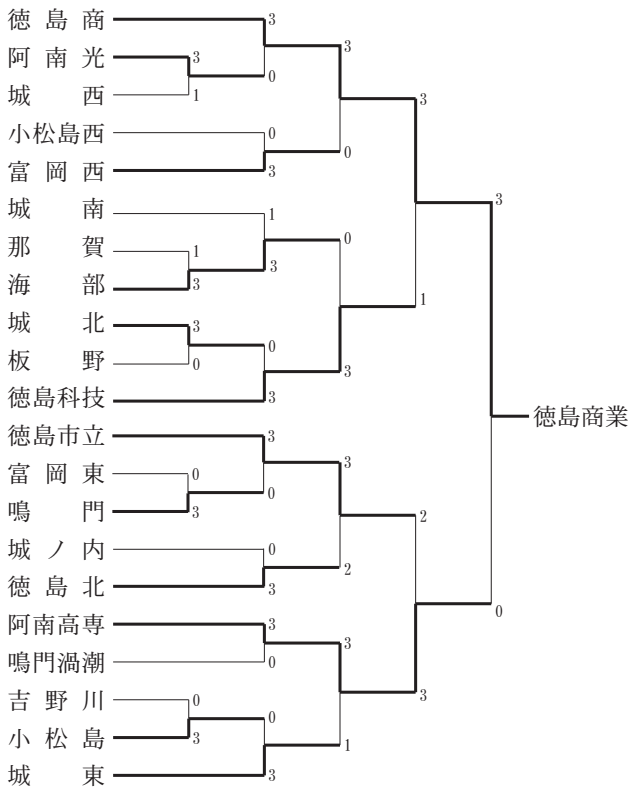 徳島商
3
3
阿南光
3
0
3
城西
1
小松島西
0
0
富岡西
3
3
城南
1
0
那賀
1
3
海部
3
1
城北
3
0
板野
0
3
徳島科技
3
徳島商業
徳島市立
3
3
富岡東
0
0
鳴門
3
2
城ノ内
0
2
徳島北
3
0
阿南高専
3
3
鳴門渦潮
0
3
吉野川
0
0
小松島
3
1
城東
3